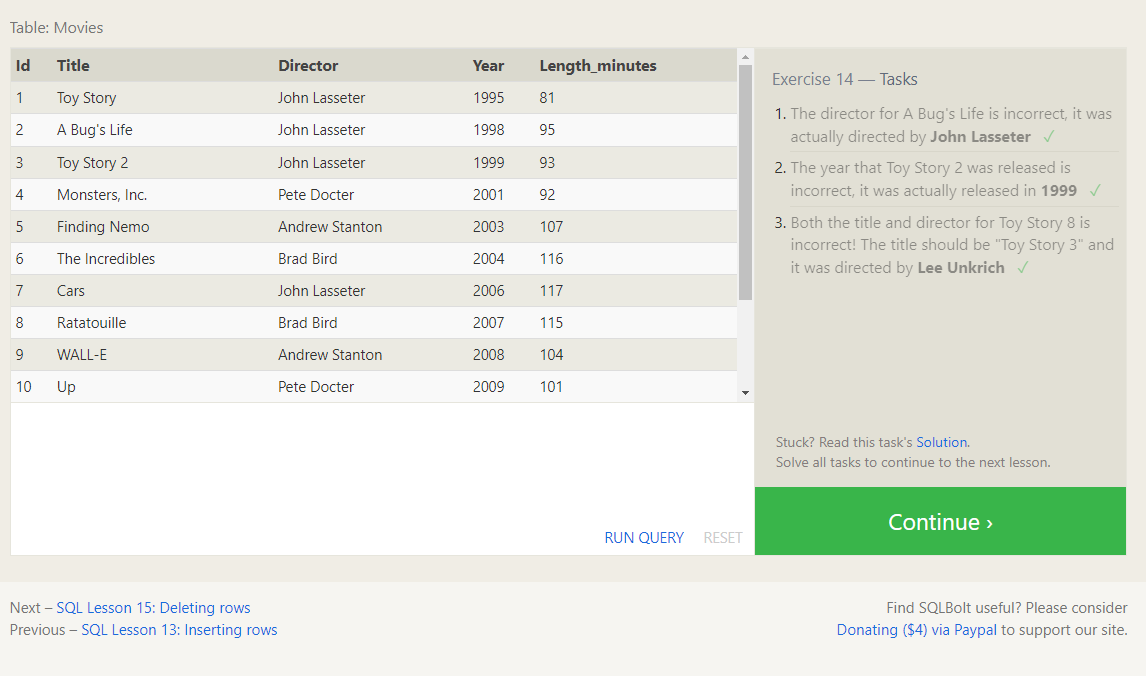 Table: Movies
Id Title Director Year Length_minutes
1 Toy Story John Lasseter 1995 81
2 A Bug's Life John Lasseter 1998 95
3 Toy Story 2 John Lasseter 1999 93
4 Monsters, Inc. Pete Docter 2001 92
5 Finding Nemo Andrew Stanton 2003 107
6 The Incredibles Brad Bird 2004 116
7 Cars John Lasseter 2006 117
8 Ratatouille Brad Bird 2007 115
9 WALL-E Andrew Stanton 2008 104
10 Up Pete Docter 2009 101
RUN QUERY RESET
Exercise 14 — Tasks
1. The director for A Bug's Life is incorrect, it was
actually directed by John Lasseter ✓
2. The year that Toy Story 2 was released is
incorrect, it was actually released in 1999 ✓
3. Both the title and director for Toy Story 8 is
incorrect! The title should be "Toy Story 3" and
it was directed by Lee Unkrich ✓
Stuck? Read this task's Solution.
Solve all tasks to continue to the next lesson.
Continue ›
Next – SQL Lesson 15: Deleting rows
Previous – SQL Lesson 13: Inserting rows
Find SQLBolt useful? Please consider
Donating ($4) via Paypal to support our site.